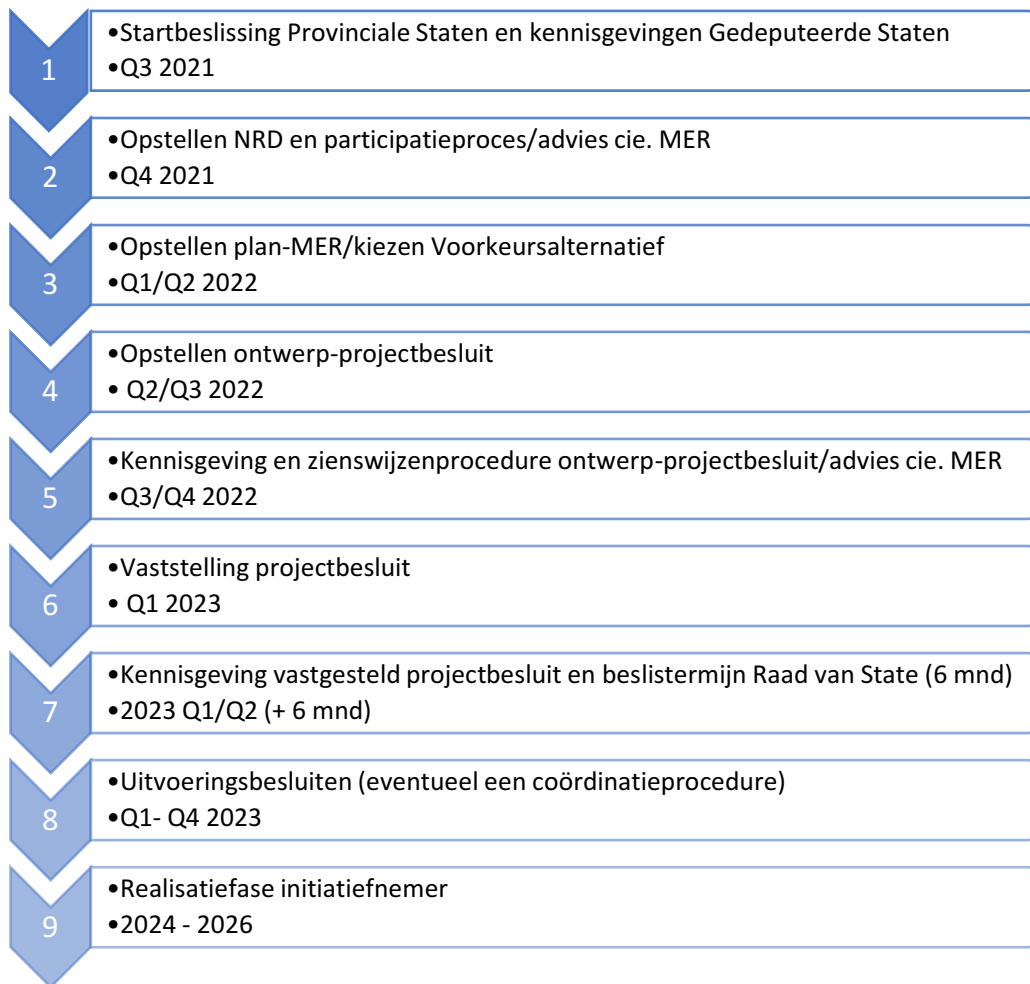 1
•Startbeslissing Provinciale Staten en kennisgevingen Gedeputeerde Staten
•Q3 2021
2
•Opstellen NRD en participatieproces/advies cie. MER
•Q4 2021
3
•Opstellen plan-MER/kiezen Voorkeursalternatief
•Q1/Q2 2022
4
•Opstellen ontwerp-projectbesluit
• Q2/Q3 2022
5
•Kennisgeving en zienswijzenprocedure ontwerp-projectbesluit/advies cie. MER
•Q3/Q4 2022
6
•Vaststelling projectbesluit
• Q1 2023
7
•Kennisgeving vastgesteld projectbesluit en beslistermijn Raad van State (6 mnd)
•2023 Q1/Q2 (+ 6 mnd)
8
•Uitvoeringsbesluiten (eventueel een coördinatieprocedure)
•Q1- Q4 2023
9
•Realisatiefase initiatiefnemer
•2024 - 2026